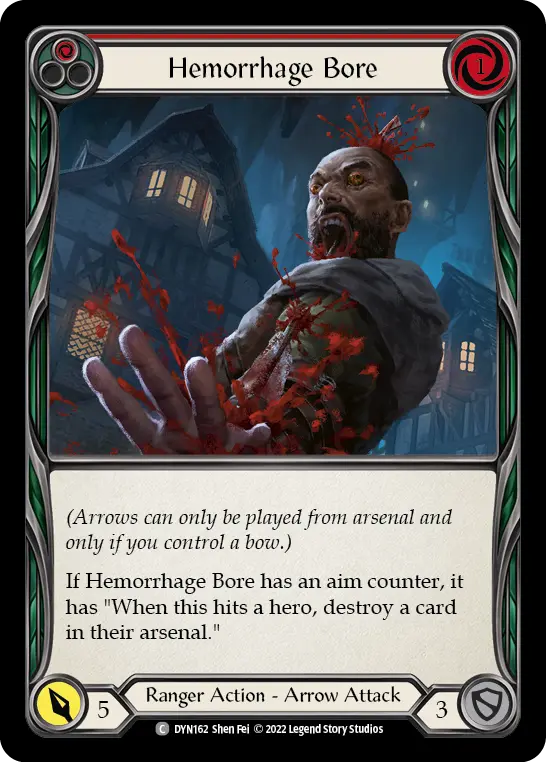 Hemorrhage Bore
1
(Arrows can only be played from arsenal and
only if you control a bow.)
If Hemorrhage Bore has an aim counter, it
has "When this hits a hero, destroy a card
in their arsenal."
5
Ranger Action - Arrow Attack
3
C DYN162 Shen Fei © 2022 Legend Story Studios